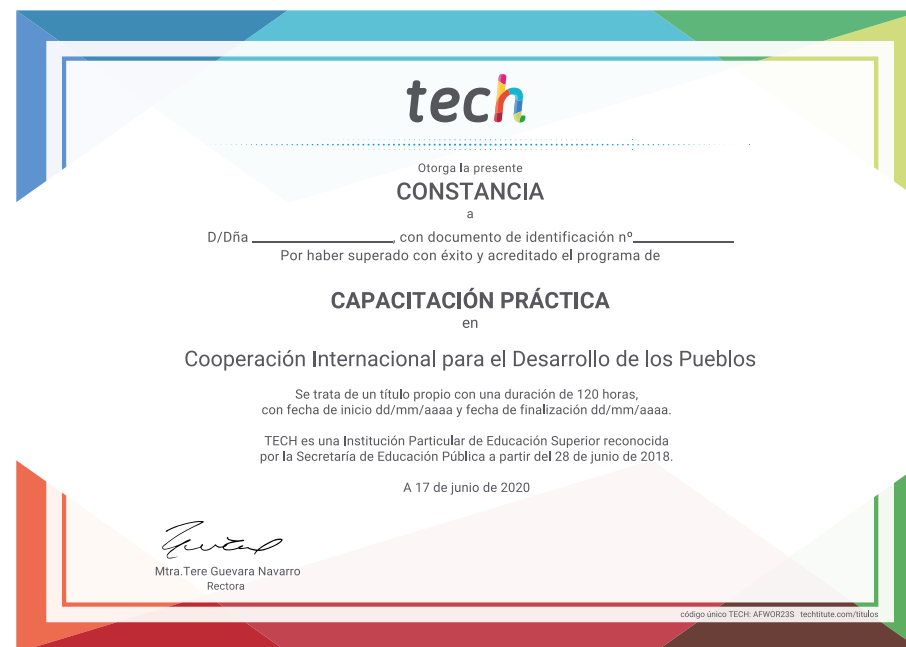 tech
Otorga la presente
CONSTANCIA
a
D/Dña ____________________, con documento de identificación nº______________
Por haber superado con éxito y acreditado el programa de
CAPACITACIÓN PRÁCTICA
en
Cooperación Internacional para el Desarrollo de los Pueblos
Se trata de un título propio con una duración de 120 horas,
con fecha de inicio dd/mm/aaaa y fecha de finalización dd/mm/aaaa.
TECH es una Institución Particular de Educación Superior reconocida
por la Secretaría de Educación Pública a partir del 28 de junio de 2018.
A 17 de junio de 2020
Mtra.Tere Guevara Navarro
Rectora
código único TECH: AFWOR23S techtitute.com/titulos